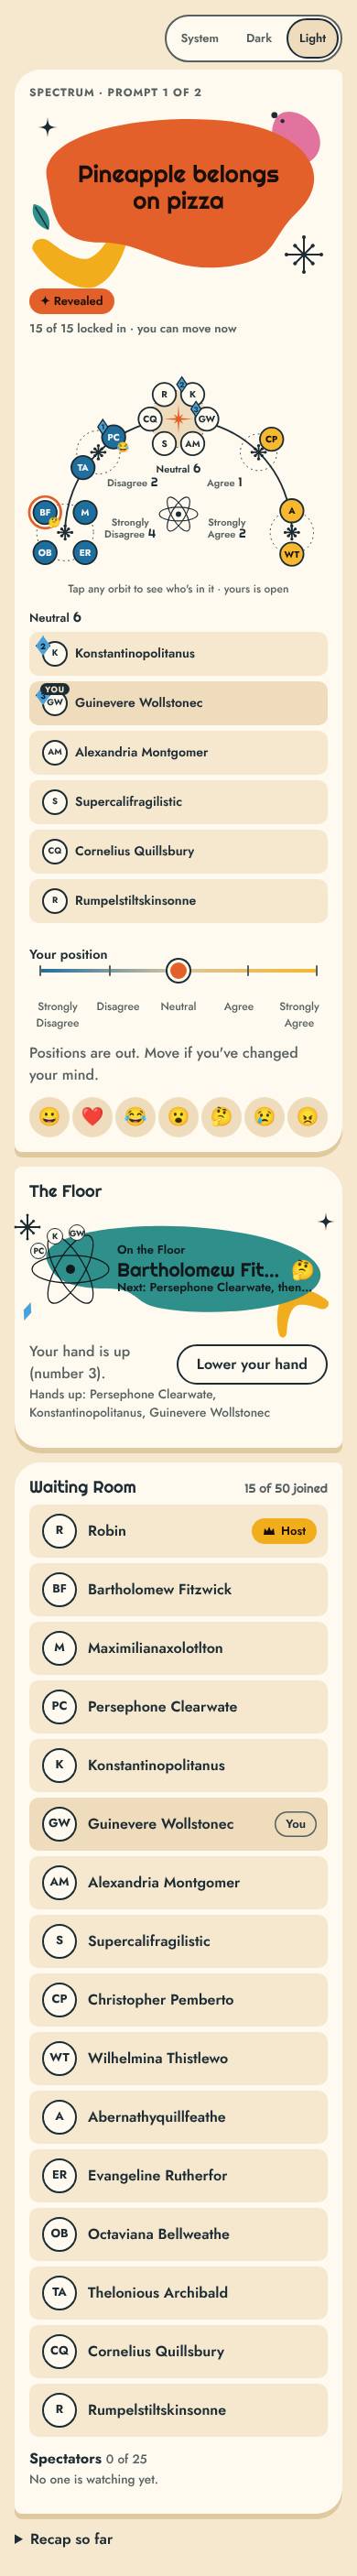 System Dark Light
SPECTRUM · PROMPT 1 OF 2
Pineapple belongs
on pizza
✦ Revealed
15 of 15 locked in · you can move now
2
R K
3
CQ GW
1
PC
CP
S AM
TA
Neutral 6
Disagree 2 Agree 1
BF M
A
Strongly
Disagree 4
Strongly
Agree 2
OB ER
WT
Tap any orbit to see who's in it · yours is open
Neutral 6
2
K Konstantinopolitanus
YOU
GW Guinevere Wollstonec
AM Alexandria Montgomer
S Supercalifragilistic
CQ Cornelius Quillsbury
R Rumpelstiltskinsonne
Your position
Strongly
Disagree
Disagree
Neutral
Agree
Strongly
Agree
Positions are out. Move if you've changed
your mind.
The Floor
PC K GW
On the Floor
Bartholomew Fit...
Next: Persephone Clearwate, then...
Your hand is up
(number 3).
Lower your hand
Hands up: Persephone Clearwate,
Konstantinopolitanus, Guinevere Wollstonec
Waiting Room 15 of 50 joined
R Robin Host
BF Bartholomew Fitzwick
M Maximilianaxolotlton
PC Persephone Clearwate
K Konstantinopolitanus
GW Guinevere Wollstonec You
AM Alexandria Montgomer
S Supercalifragilistic
CP Christopher Pemberto
WT Wilhelmina Thistlewo
A Abernathyquillfeathe
ER Evangeline Rutherfor
OB Octaviana Bellweathe
TA Thelonious Archibald
CQ Cornelius Quillsbury
R Rumpelstiltskinsonne
Spectators 0 of 25
No one is watching yet.
Recap so far